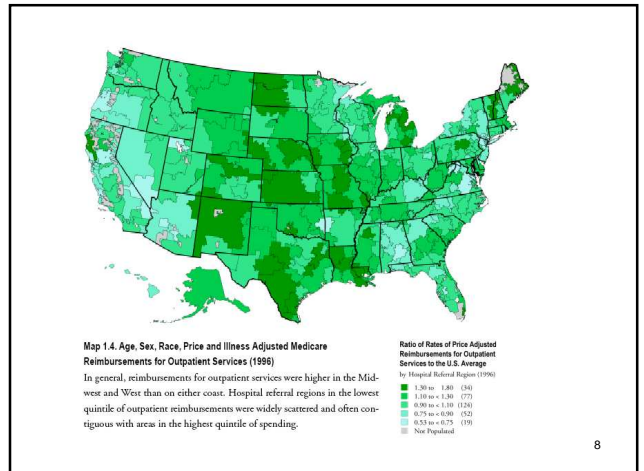 Map 1.4. Age, Sex, Race, Price and Illness Adjusted Medicare
Reimbursements for Outpatient Services (1996)
In general, reimbursements for outpatient services were higher in the Mid-
west and West than on either coast. Hospital referral regions in the lowest
quintile of outpatient reimbursements were widely scattered and often con-
tiguous with areas in the highest quintile of spending.
Ratio of Rates of Price Adjusted
Reimbursements for Outpatient
Services to the U.S. Average
by Hospital Referral Region (1996)
1.30 to 1.80 (34)
1.10 to < 1.30 (77)
0.90 to < 1.10 (124)
0.75 to < 0.90 (52)
0.53 to < 0.75 (19)
Not Populated
8